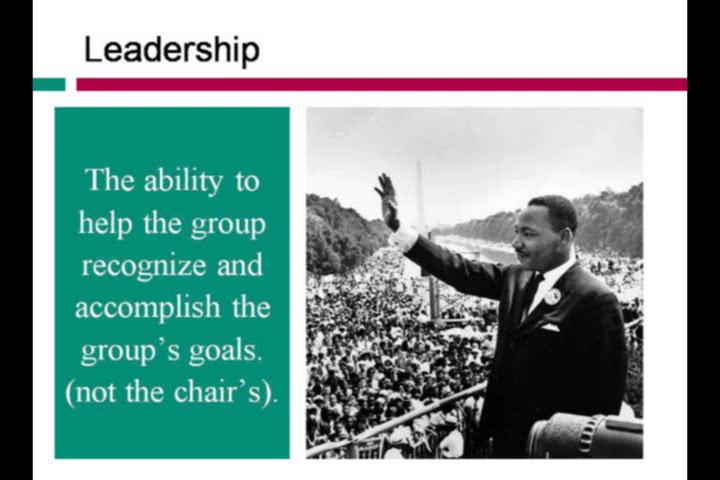 Leadership
The ability to
help the group
recognize and
accomplish the
group's goals.
(not the chair's).